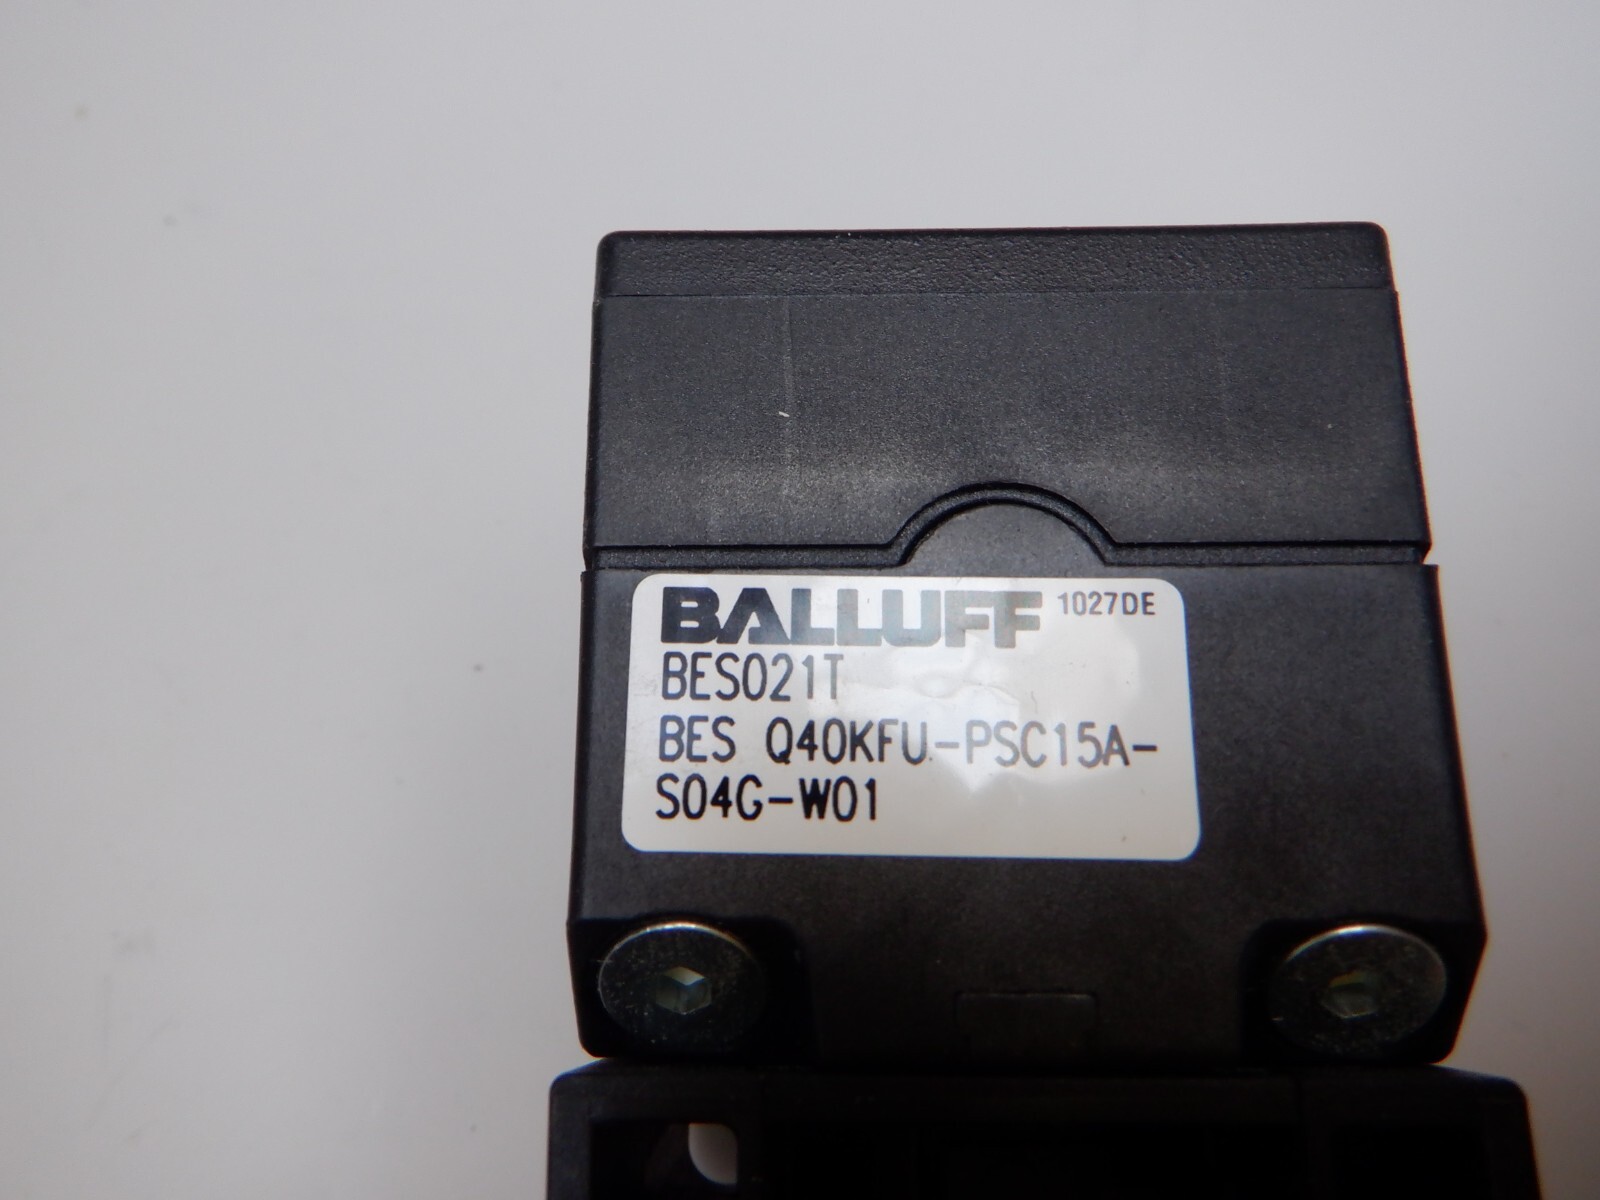 BALLUFF 1027DE
BES021T
BES Q40KFU-PSC15A-
S04G-W01